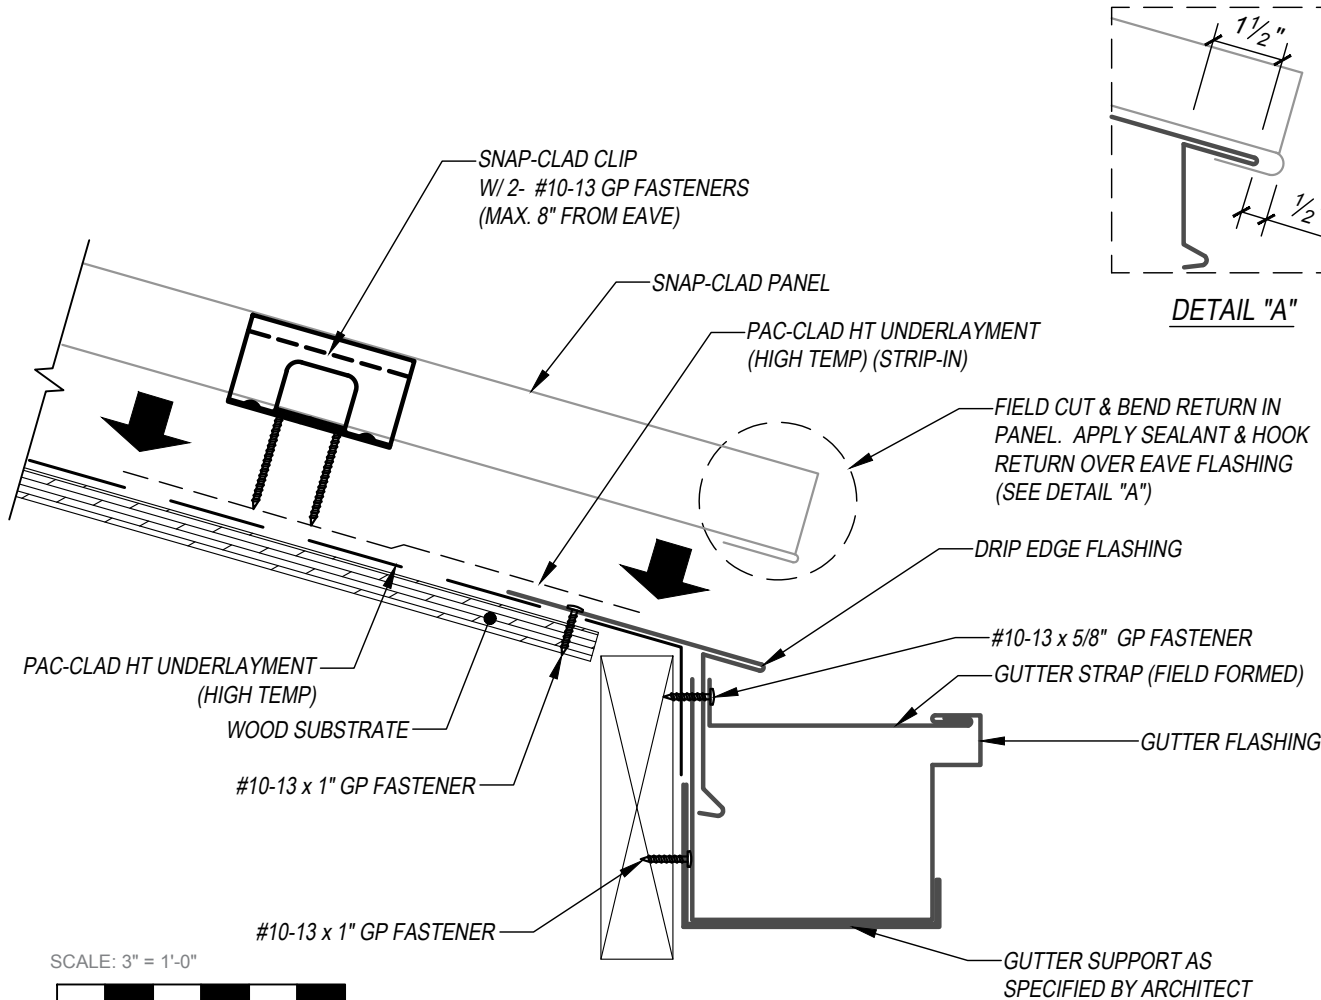 1 1/2"
1/2
DETAIL "A"
SNAP-CLAD CLIP
W/ 2- #10-13 GP FASTENERS
(MAX. 8" FROM EAVE)
SNAP-CLAD PANEL
PAC-CLAD HT UNDERLAYMENT
(HIGH TEMP) (STRIP-IN)
FIELD CUT & BEND RETURN IN
PANEL. APPLY SEALANT & HOOK
RETURN OVER EAVE FLASHING
(SEE DETAIL "A")
DRIP EDGE FLASHING
#10-13 x 5/8" GP FASTENER
GUTTER STRAP (FIELD FORMED)
GUTTER FLASHING
PAC-CLAD HT UNDERLAYMENT
(HIGH TEMP)
WOOD SUBSTRATE
#10-13 x 1" GP FASTENER
#10-13 x 1" GP FASTENER
GUTTER SUPPORT AS
SPECIFIED BY ARCHITECT
SCALE: 3" = 1'-0"